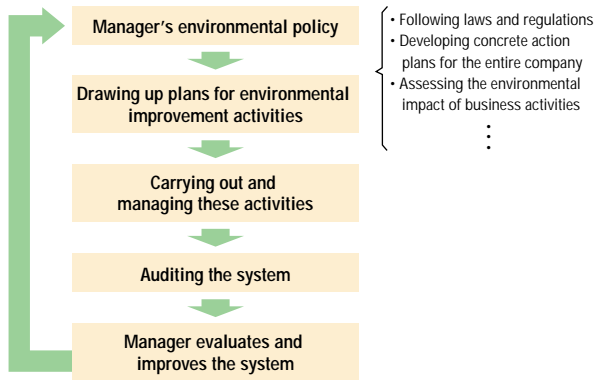 Manager's environmental policy
Drawing up plans for environmental
improvement activities
Carrying out and
managing these activities
Auditing the system
Manager evaluates and
improves the system
• Following laws and regulations
• Developing concrete action
plans for the entire company
• Assessing the environmental
impact of business activities